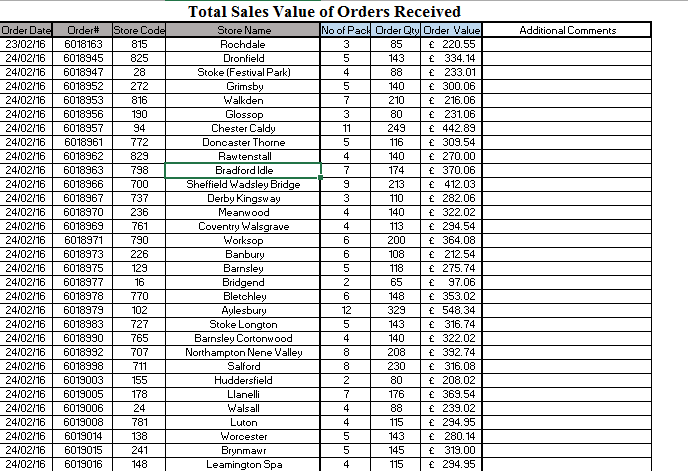 Total Sales Value of Orders Received
Order Date Order# Store Code Store Name No of Pack Order Qty Order Value Additional Comments
23/02/16 6018163 815 Rochdale 3 85 £ 220.55
24/02/16 6018945 825 Dronfield 5 143 £ 334.14
24/02/16 6018947 28 Stoke (Festival Park) 4 88 £ 233.01
24/02/16 6018952 272 Grimsby 5 140 £ 300.06
24/02/16 6018953 816 Walkden 7 210 £ 216.06
24/02/16 6018956 190 Glossop 3 80 £ 231.06
24/02/16 6018957 94 Chester Caldy 11 249 £ 442.89
24/02/16 6018961 772 Doncaster Thorne 5 116 £ 309.54
24/02/16 6018962 829 Rawtenstall 4 140 £ 270.00
24/02/16 6018963 798 Bradford Idle 7 174 £ 370.06
24/02/16 6018966 700 Sheffield Wadsley Bridge 9 213 £ 412.03
24/02/16 6018967 737 Derby Kingsway 3 110 £ 282.06
24/02/16 6018970 236 Meanwood 4 140 £ 322.02
24/02/16 6018969 761 Coventry Walsgrave 4 113 £ 294.54
24/02/16 6018971 790 Worksop 6 200 £ 364.08
24/02/16 6018973 226 Banbury 6 108 £ 212.54
24/02/16 6018975 129 Barnsley 5 118 £ 275.74
24/02/16 6018977 16 Bridgend 2 65 £ 97.06
24/02/16 6018978 770 Bletchley 6 148 £ 353.02
24/02/16 6018979 102 Aylesbury 12 329 £ 548.34
24/02/16 6018983 727 Stoke Longton 5 143 £ 316.74
24/02/16 6018990 765 Barnsley Cortonwood 4 140 £ 322.02
24/02/16 6018992 707 Northampton Nene Valley 8 208 £ 392.74
24/02/16 6018998 711 Salford 8 230 £ 316.08
24/02/16 6019003 155 Huddersfield 2 80 £ 208.02
24/02/16 6019005 178 Llanelli 7 176 £ 369.54
24/02/16 6019006 24 Walsall 4 88 £ 239.02
24/02/16 6019008 781 Luton 4 115 £ 294.95
24/02/16 6019014 138 Worcester 5 143 £ 280.14
24/02/16 6019015 241 Brynmawr 5 145 £ 319.00
24/02/16 6019016 148 Leamington Spa 4 115 £ 294.95